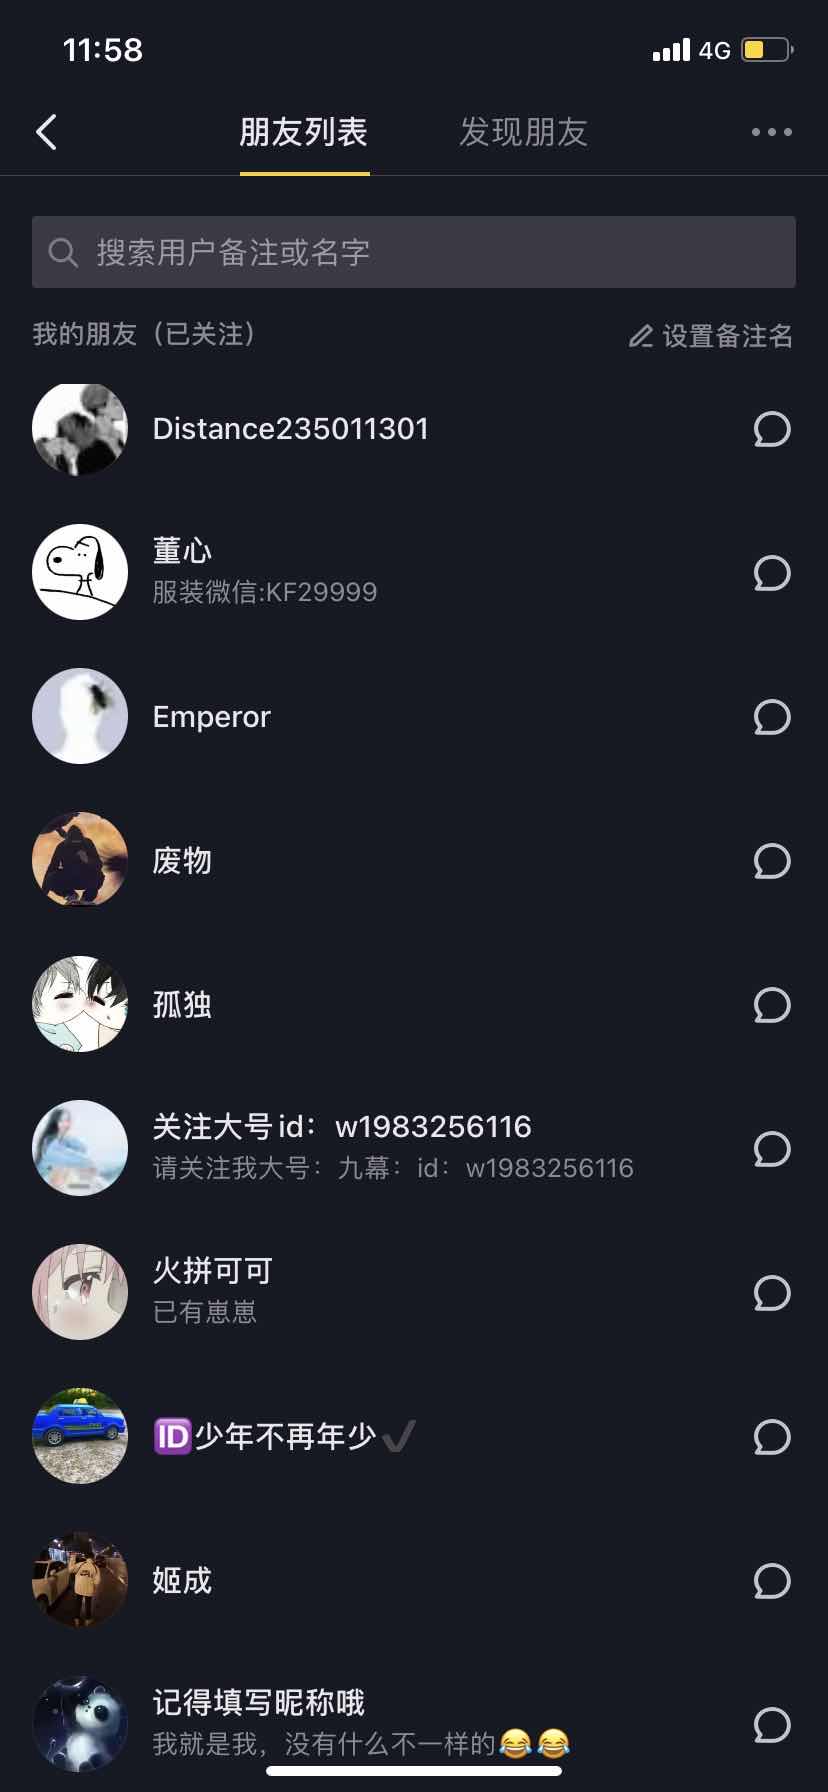 11:58
4G
朋友列表
发现朋友
搜索用户备注或名字
我的朋友（已关注）
设置备注名
Distance235011301
董心
服装微信:KF29999
Emperor
废物
孤独
关注大号id：w1983256116
请关注我大号：九幕：id：w1983256116
火拼可可
已有崽崽
🆔少年不再年少✔️
姬成
记得填写昵称哦
我就是我，没有什么不一样的😂😂